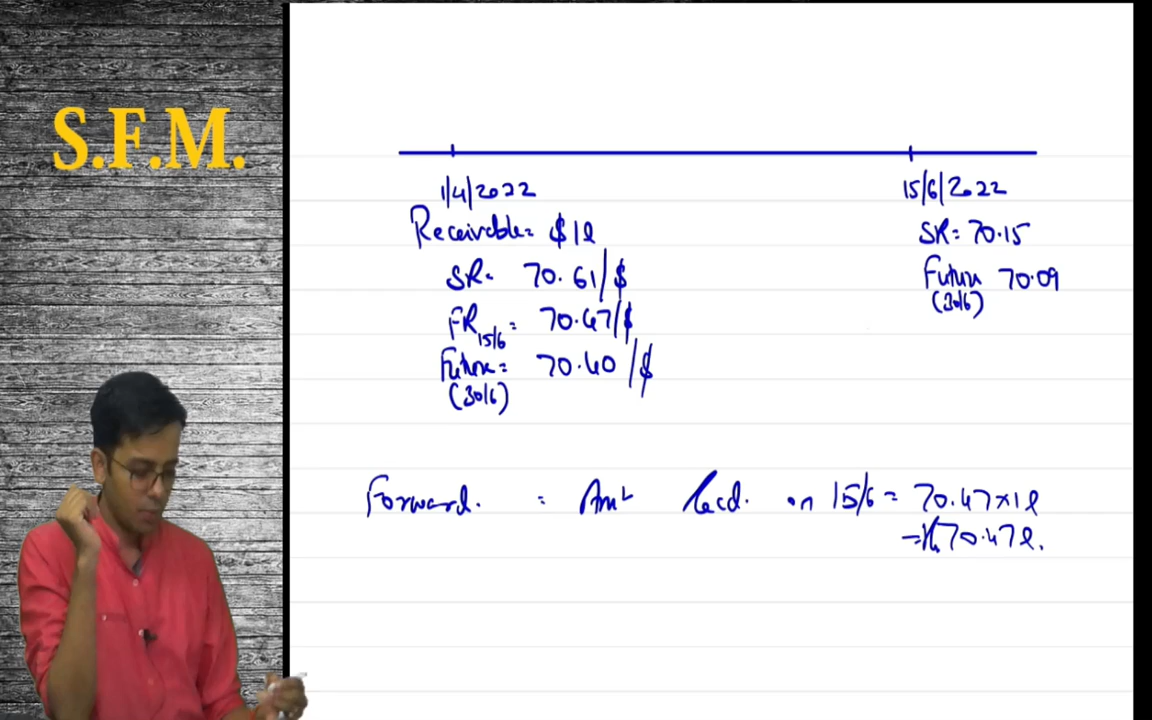 S.F.M.
1/4/2022
15/6/2022
Receivable = $ 1l
SR = 70.15
SR = 70.61/$
Future 70.09
(30/6)
FR15/6 = 70.47/$
Future = 70.40/$
(30/6)
Forward. = Amt Recd. on 15/6 = 70.47 x 1l
= ₹ 70.47 l.